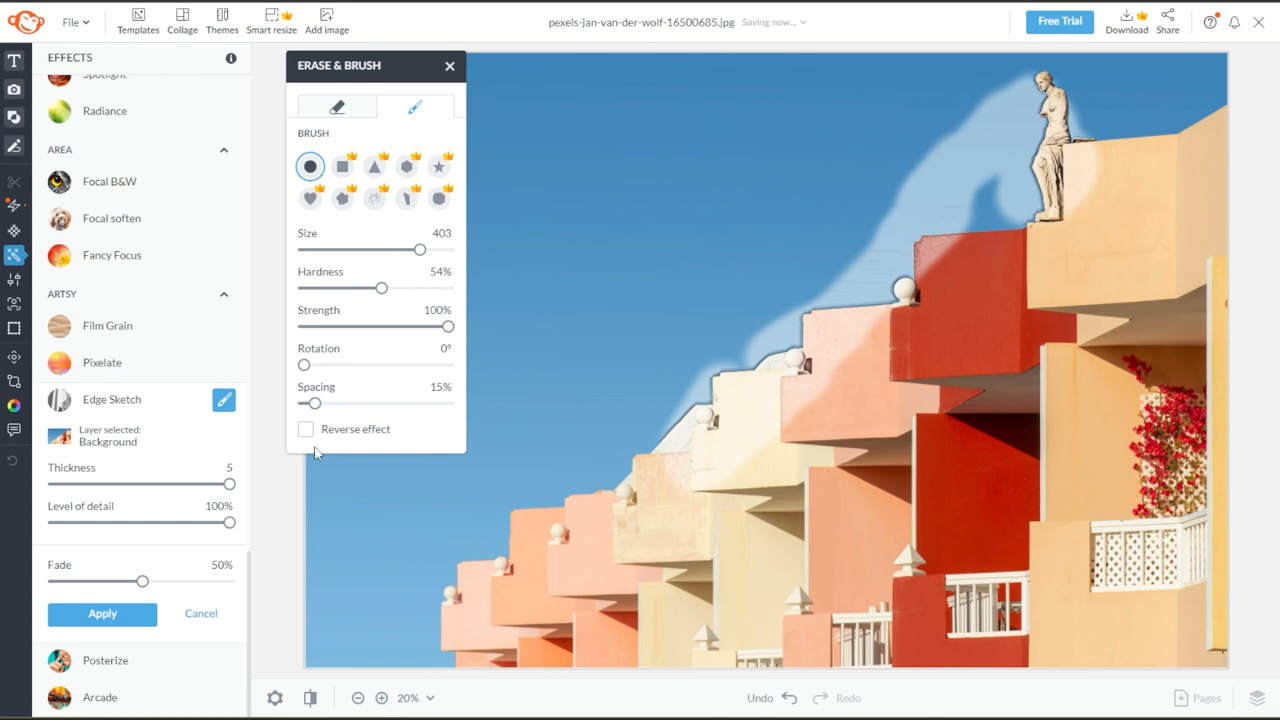 File
Templates
Collage
Themes
Smart resize
Add image
pexels-jan-van-der-wolf-16500685.jpg
Saving now...
Free Trial
Download
Share
EFFECTS
Spotlight
Radiance
AREA
Focal B&W
Focal soften
Fancy Focus
ARTSY
Film Grain
Pixelate
Edge Sketch
Layer selected:
Background
Thickness 5
Level of detail 100%
Fade 50%
Apply Cancel
Posterize
Arcade
ERASE & BRUSH
BRUSH
Size 403
Hardness 54%
Strength 100%
Rotation 0°
Spacing 15%
Reverse effect
20%
Undo
Redo
Pages